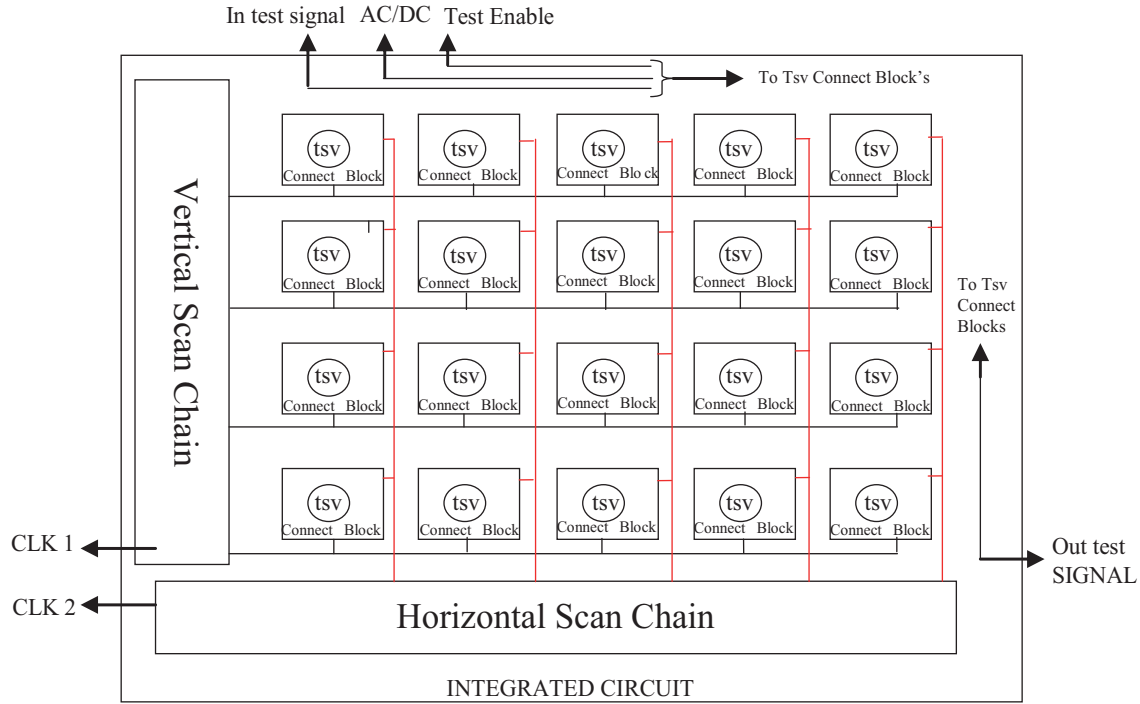 In test signal AC/DC Test Enable
To Tsv Connect Block's
tsv tsv tsv tsv tsv
Connect Block Connect Block Connect Blo ck Connect Block Connect Block
Vertical Scan Chain
tsv tsv tsv tsv tsv
Connect Block Connect Block Connect Block Connect Block Connect Block
To Tsv
Connect
Blocks
tsv tsv tsv tsv tsv
Connect Block Connect Block Connect Block Connect Block Connect Block
tsv tsv tsv tsv tsv
Connect Block Connect Block Connect Block Connect Block Connect Block
CLK 1
Out test
SIGNAL
CLK 2
Horizontal Scan Chain
INTEGRATED CIRCUIT